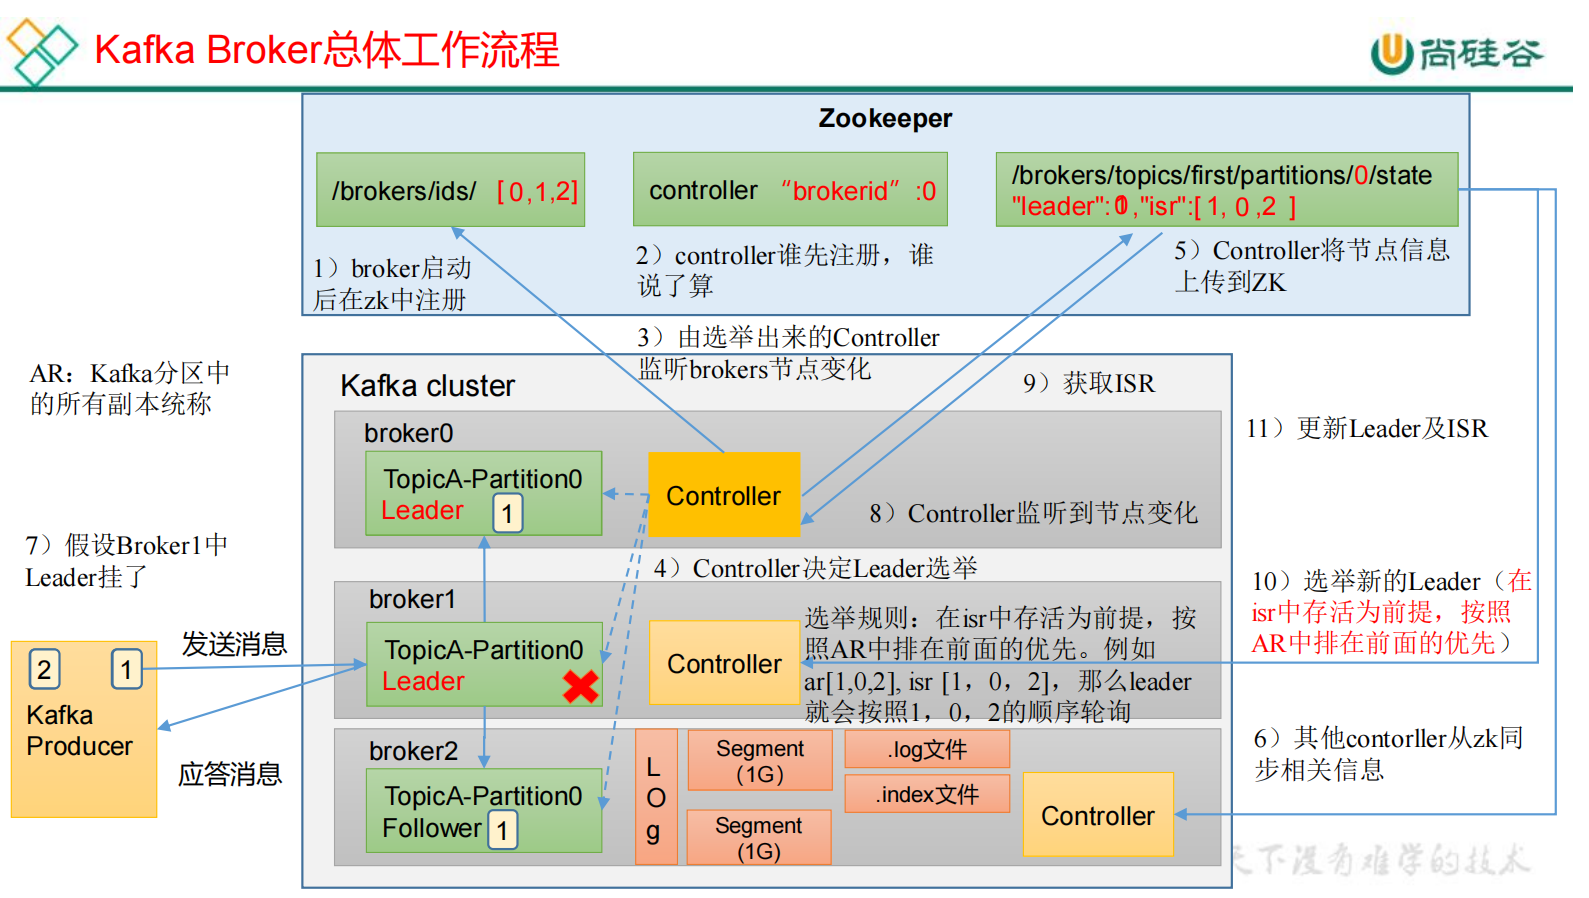 Kafka Broker总体工作流程
尚硅谷
Zookeeper
/brokers/ids/ [0,1,2]
controller “brokerid” :0
/brokers/topics/first/partitions/0/state
"leader": ,"isr":[ 1, 0 ,2 ]
1）broker启动
后在zk中注册
2）controller谁先注册，谁
说了算
5）Controller将节点信息
上传到ZK
3）由选举出来的Controller
监听brokers节点变化
AR：Kafka分区中
的所有副本统称
Kafka cluster
9）获取ISR
11）更新Leader及ISR
broker0
TopicA-Partition0
Leader 1
Controller
8）Controller监听到节点变化
7）假设Broker1中
Leader挂了
4）Controller决定Leader选举
10）选举新的Leader（在
isr中存活为前提，按照
AR中排在前面的优先）
broker1
TopicA-Partition0
Leader
Controller
选举规则：在isr中存活为前提，按
照AR中排在前面的优先。例如
ar[1,0,2], isr [1，0，2]，那么leader
就会按照1，0，2的顺序轮询
发送消息
2 1
Kafka
Producer
应答消息
broker2
TopicA-Partition0
Follower 1
LOg
Segment
（1G）
Segment
(1G)
.log文件
.index文件
Controller
6）其他contorller从zk同
步相关信息
天下没有难学的技术